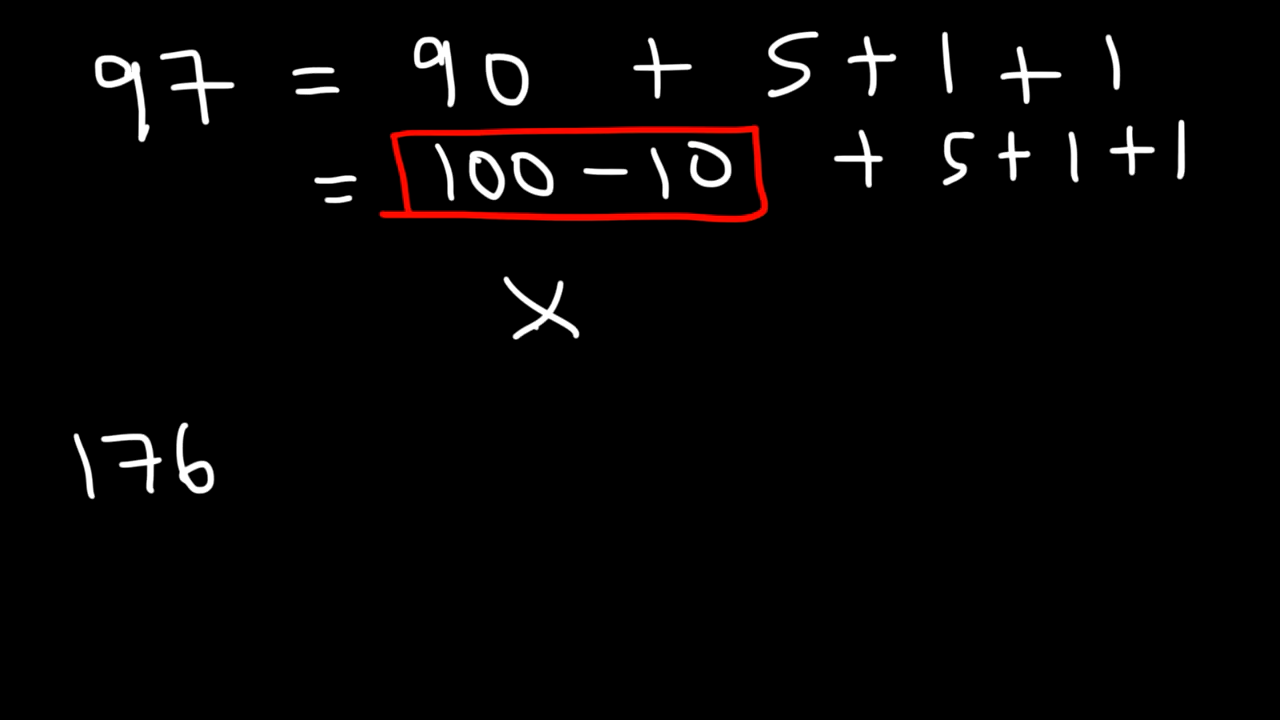 97 = 90 + 5 + 1 + 1
= 100 - 10 + 5 + 1 + 1
X
176